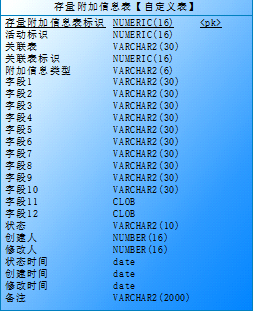 存量附加信息表【自定义表】
存量附加信息表标识 NUMERIC(16) <pk>
活动标识 NUMERIC(16)
关联表 VARCHAR2(30)
关联表标识 NUMERIC(16)
附加信息类型 VARCHAR2(6)
字段1 VARCHAR2(30)
字段2 VARCHAR2(30)
字段3 VARCHAR2(30)
字段4 VARCHAR2(30)
字段5 VARCHAR2(30)
字段6 VARCHAR2(30)
字段7 VARCHAR2(30)
字段8 VARCHAR2(30)
字段9 VARCHAR2(30)
字段10 VARCHAR2(30)
字段11 CLOB
字段12 CLOB
状态 VARCHAR2(10)
创建人 NUMBER(16)
修改人 NUMBER(16)
状态时间 date
创建时间 date
修改时间 date
备注 VARCHAR2(2000)